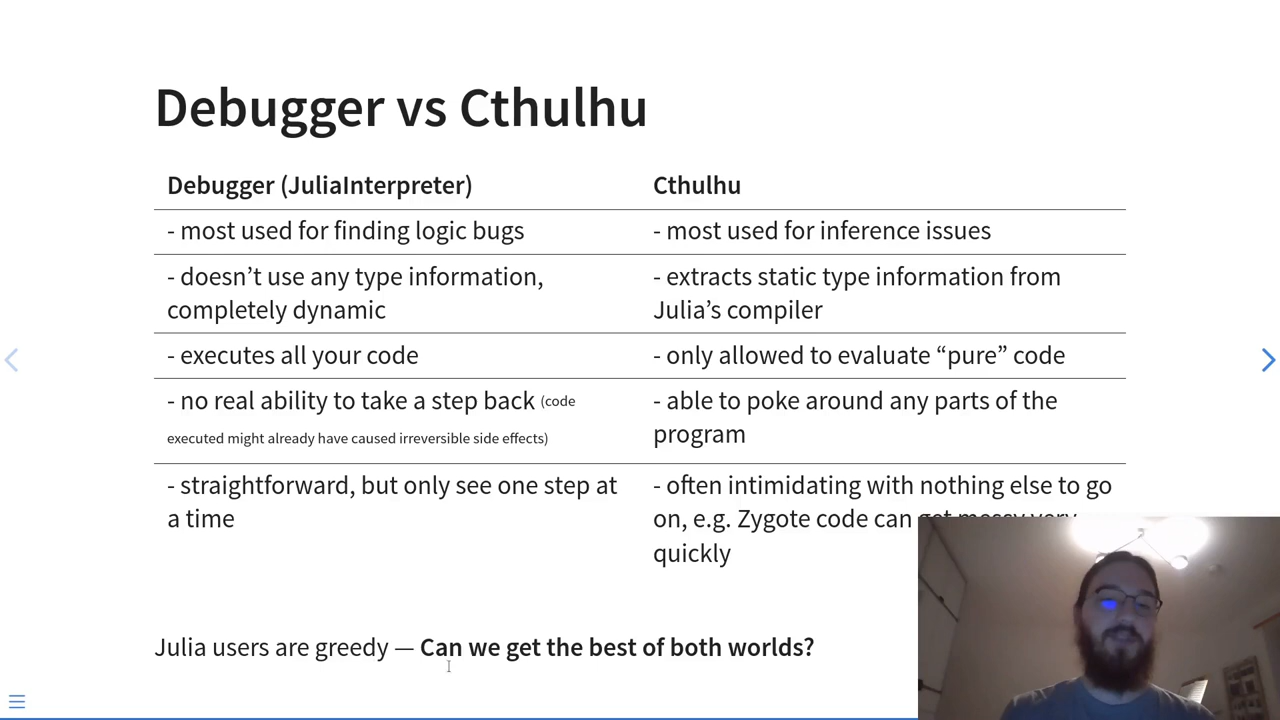 Debugger vs Cthulhu
Debugger (JuliaInterpreter)
Cthulhu
- most used for finding logic bugs
- most used for inference issues
- doesn’t use any type information,
completely dynamic
- extracts static type information from
Julia’s compiler
- executes all your code
- only allowed to evaluate “pure” code
- no real ability to take a step back (code
executed might already have caused irreversible side effects)
- able to poke around any parts of the
program
- straightforward, but only see one step at
a time
- often intimidating with nothing else to go
on, e.g. Zygote code can get messy very
quickly
Julia users are greedy — Can we get the best of both worlds?